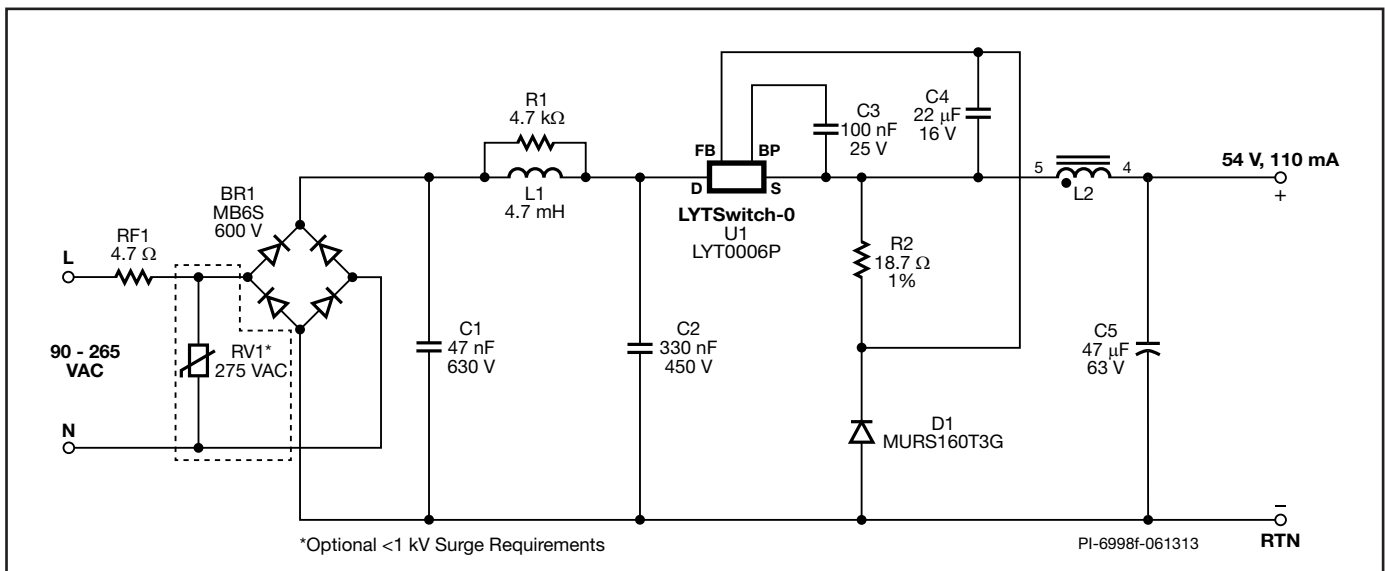 R1
4.7 kΩ
L1
4.7 mH
BR1
MB6S
600 V
RF1
4.7 Ω
L
90 - 265
VAC
N
RV1*
275 VAC
C1
47 nF
630 V
C2
330 nF
450 V
FB
BP
D
S
LYTSwitch-0
U1
LYT0006P
C3
100 nF
25 V
C4
22 µF
16 V
R2
18.7 Ω
1%
D1
MURS160T3G
5
4
L2
54 V, 110 mA
+
C5
47 µF
63 V
–
RTN
*Optional <1 kV Surge Requirements
PI-6998f-061313